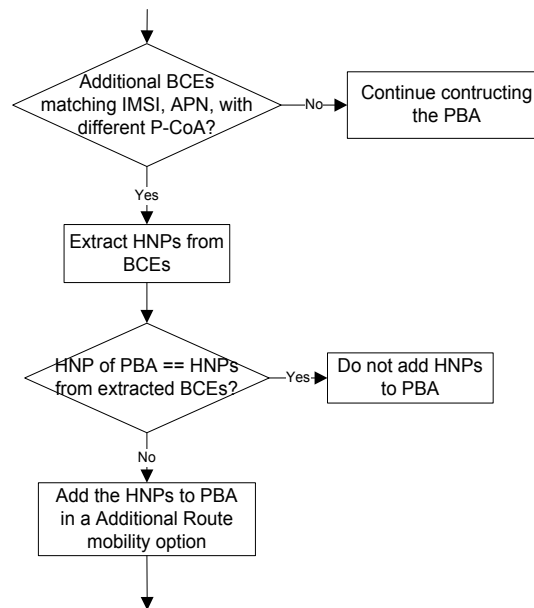 Additional BCEs
matching IMSI, APN, with
different P-CoA?
No
Continue contructing
the PBA
Yes
Extract HNPs from
BCEs
HNP of PBA == HNPs
from extracted BCEs?
Yes
Do not add HNPs
to PBA
No
Add the HNPs to PBA
in a Additional Route
mobility option